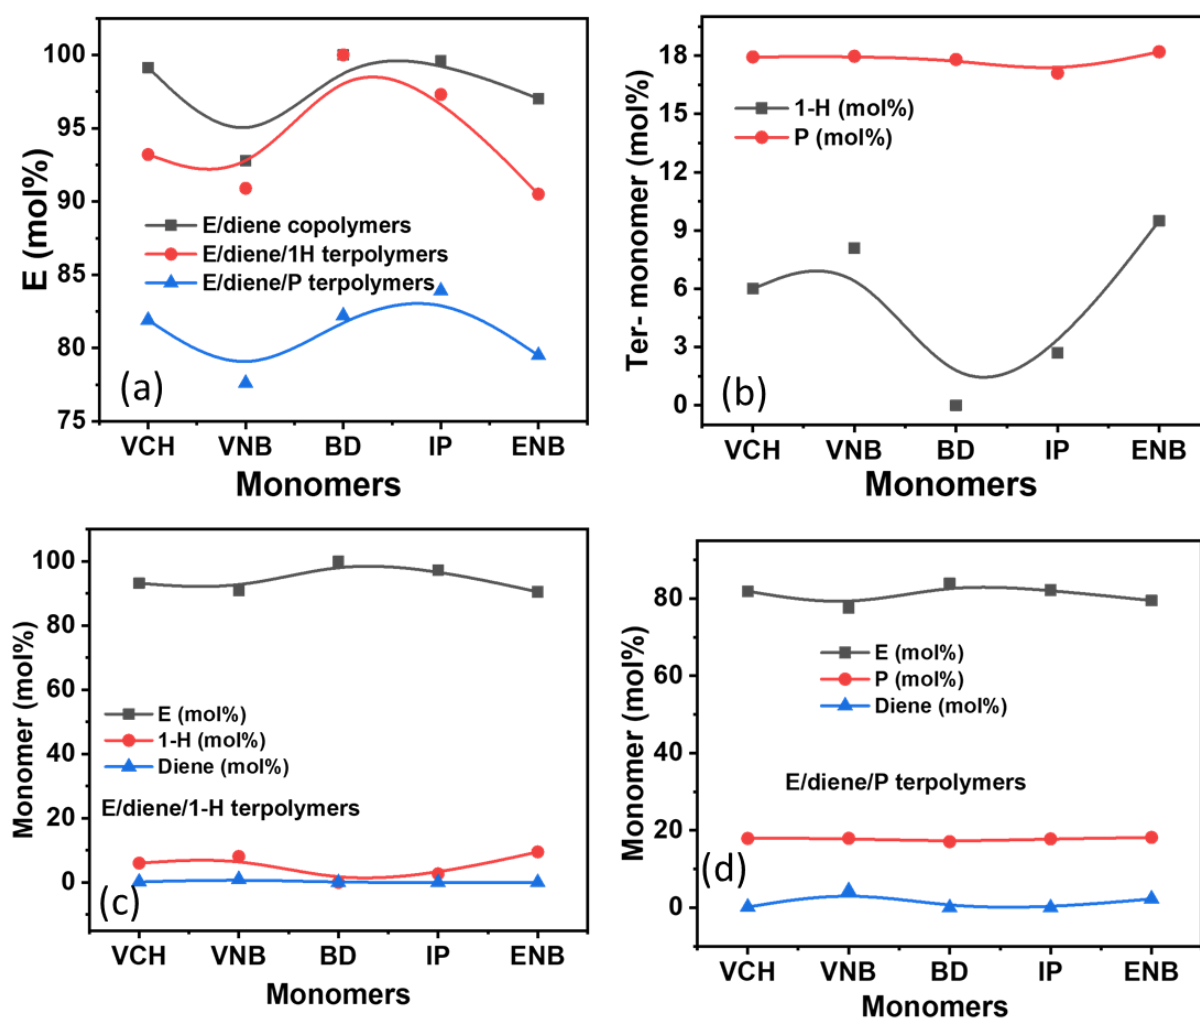 100
95
90
85
80
75
E (mol%)
E/diene copolymers
E/diene/1H terpolymers
E/diene/P terpolymers
(a)
VCH VNB BD IP ENB
Monomers
18
15
12
9
6
3
0
Ter- monomer (mol%)
1-H (mol%)
P (mol%)
(b)
VCH VNB BD IP ENB
Monomers
100
80
60
40
20
0
Monomer (mol%)
E (mol%)
1-H (mol%)
Diene (mol%)
E/diene/1-H terpolymers
(c)
VCH VNB BD IP ENB
Monomers
80
60
40
20
0
Monomer (mol%)
E (mol%)
P (mol%)
Diene (mol%)
E/diene/P terpolymers
(d)
VCH VNB BD IP ENB
Monomers